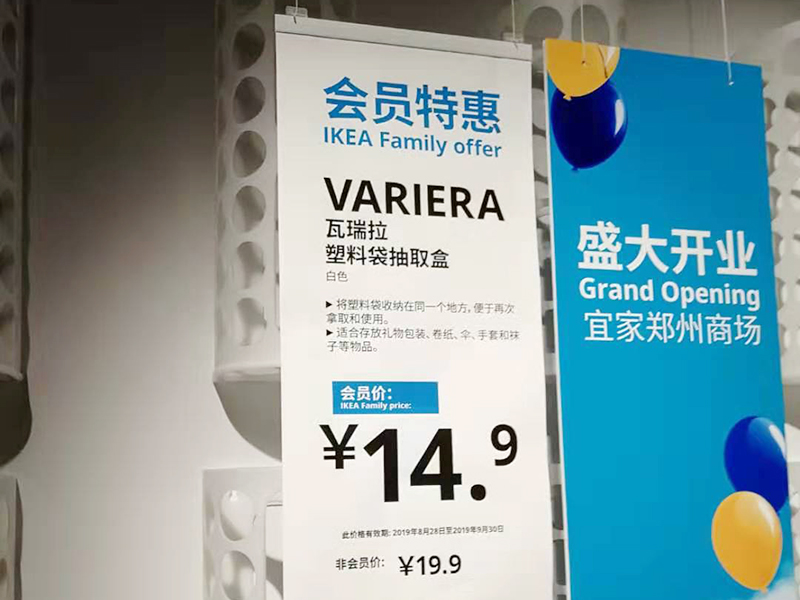 会员特惠
IKEA Family offer
VARIERA
瓦瑞拉
塑料袋抽取盒
白色
▶ 将塑料袋收纳在同一个地方,便于再次
拿取和使用。
▶ 适合存放礼物包装、卷纸、伞、手套和袜
子等物品。
会员价:
IKEA Family price:
¥14.9
此价格有效期: 2019年8月28日至2019年9月30日
非会员价: ¥19.9
盛大开业
Grand Opening
宜家郑州商场